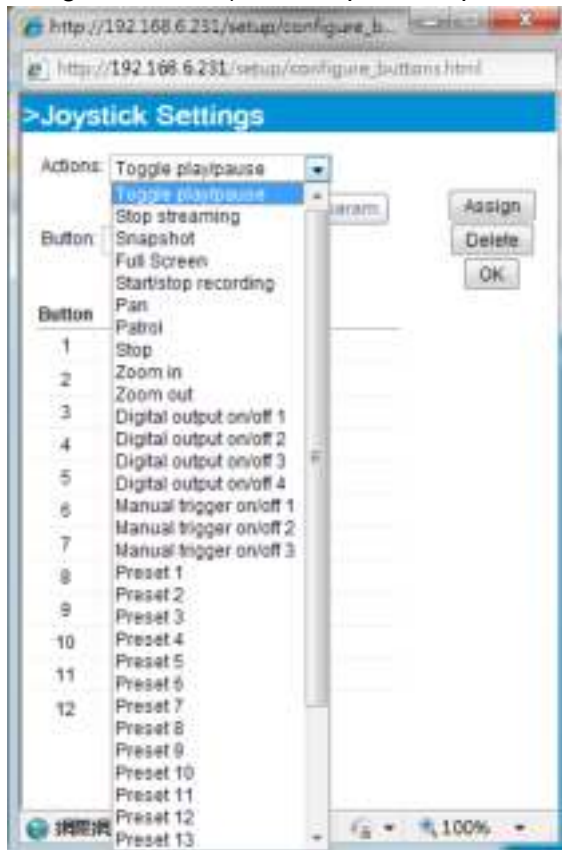 http://192.168.6.231/setup/configure_b...
http://192.168.6.231/setup/configure_buttons.html
>Joystick Settings
Actions: Toggle play/pause
Toggle play/pause
Stop streaming
Snapshot
Full Screen
Start/stop recording
Pan
Patrol
Stop
Zoom in
Zoom out
Digital output on/off 1
Digital output on/off 2
Digital output on/off 3
Digital output on/off 4
Manual trigger on/off 1
Manual trigger on/off 2
Manual trigger on/off 3
Preset 1
Preset 2
Preset 3
Preset 4
Preset 5
Preset 6
Preset 7
Preset 8
Preset 9
Preset 10
Preset 11
Preset 12
Preset 13
aram
Assign
Button:
Delete
OK
Button
1
2
3
4
5
6
7
8
9
10
11
12
100%